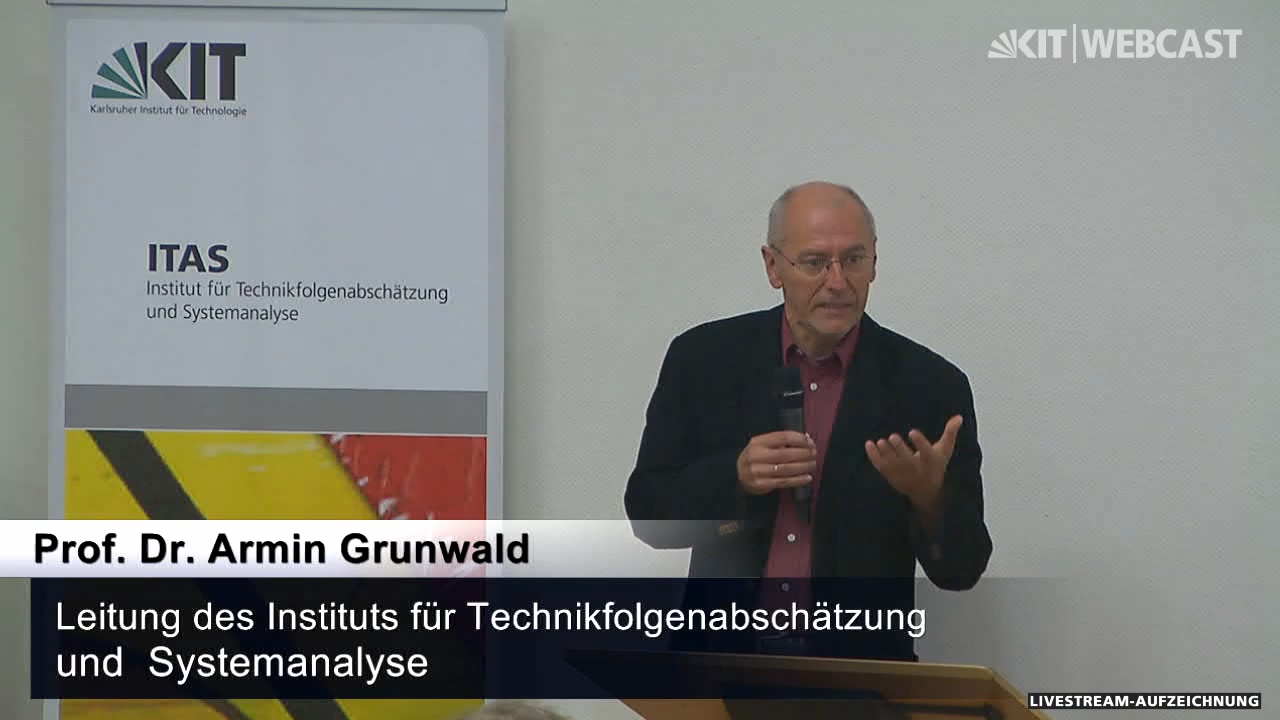 KIT
Karlsruher Institut für Technologie
KIT | WEBCAST
ITAS
Institut für Technikfolgenabschätzung
und Systemanalyse
Prof. Dr. Armin Grunwald
Leitung des Instituts für Technikfolgenabschätzung
und Systemanalyse
LIVESTREAM-AUFZEICHNUNG